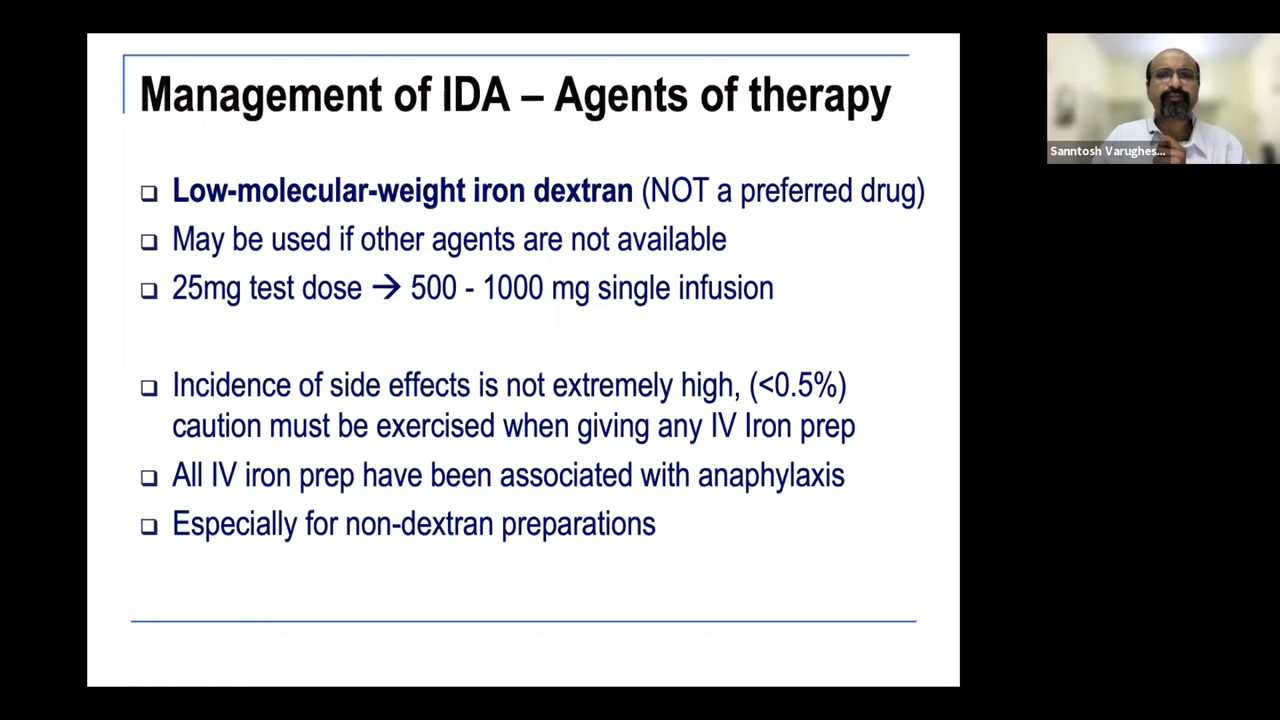 Management of IDA – Agents of therapy
Low-molecular-weight iron dextran (NOT a preferred drug)
May be used if other agents are not available
25mg test dose → 500 - 1000 mg single infusion
Incidence of side effects is not extremely high, (<0.5%)
caution must be exercised when giving any IV Iron prep
All IV iron prep have been associated with anaphylaxis
Especially for non-dextran preparations
Sanntosh Varughes...